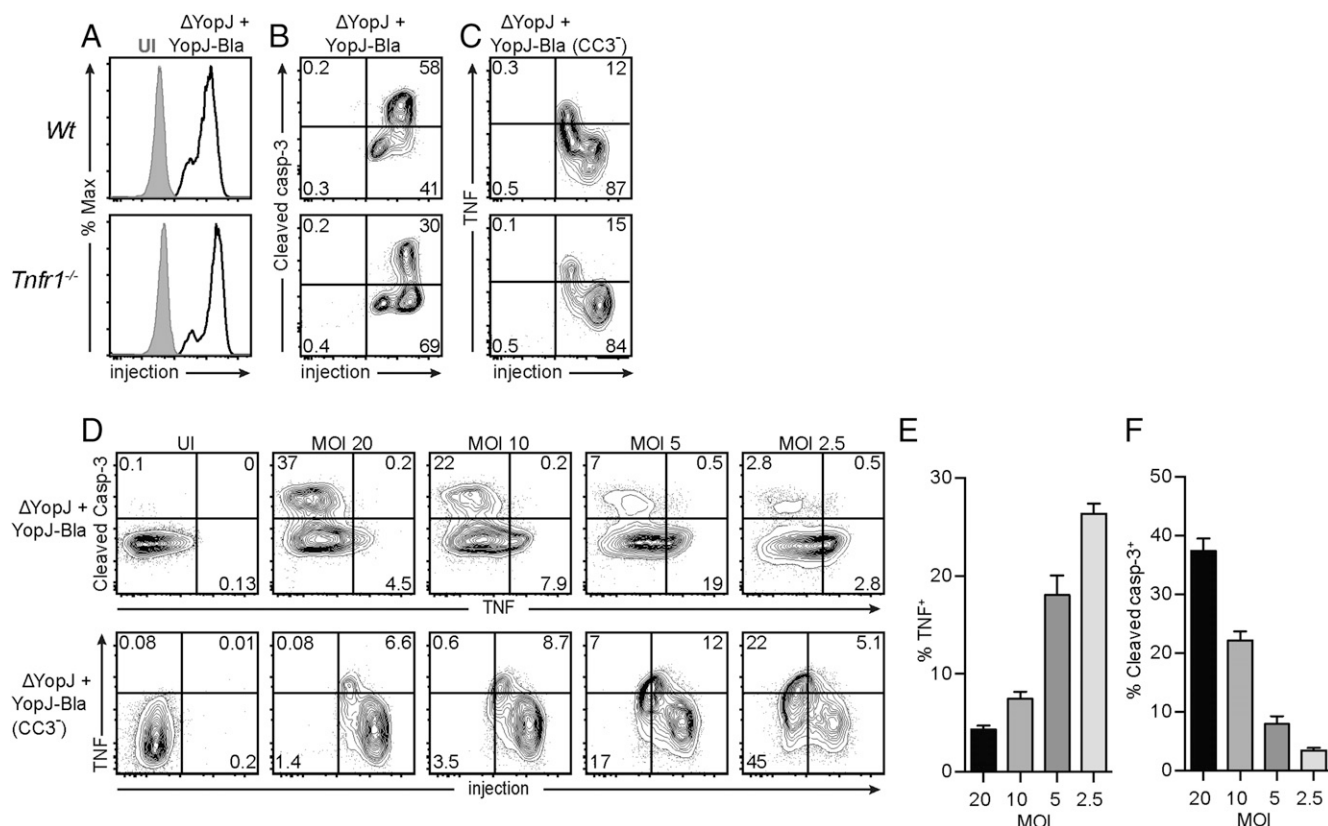 A
UI
ΔYopJ +
YopJ-Bla
B
ΔYopJ +
YopJ-Bla
C
ΔYopJ +
YopJ-Bla (CC3⁻)
Wt
Tnfr1⁻/⁻
% Max
injection
Cleaved casp-3
0.2
58
0.3
41
0.2
30
0.4
69
injection
TNF
0.3
12
0.5
87
0.1
15
0.5
84
injection
D
UI
MOI 20
MOI 10
MOI 5
MOI 2.5
ΔYopJ +
YopJ-Bla
Cleaved Casp-3
0.1
0
0.13
37
0.2
4.5
22
0.2
7.9
7
0.5
19
2.8
0.5
2.8
TNF
ΔYopJ +
YopJ-Bla
(CC3⁻)
TNF
0.08
0.01
0.2
0.08
6.6
1.4
0.6
8.7
3.5
7
12
17
22
5.1
45
injection
E
% TNF⁺
30
20
10
0
20 10 5 2.5
MOI
F
% Cleaved casp-3⁺
50
40
30
20
10
0
20 10 5 2.5
MOI